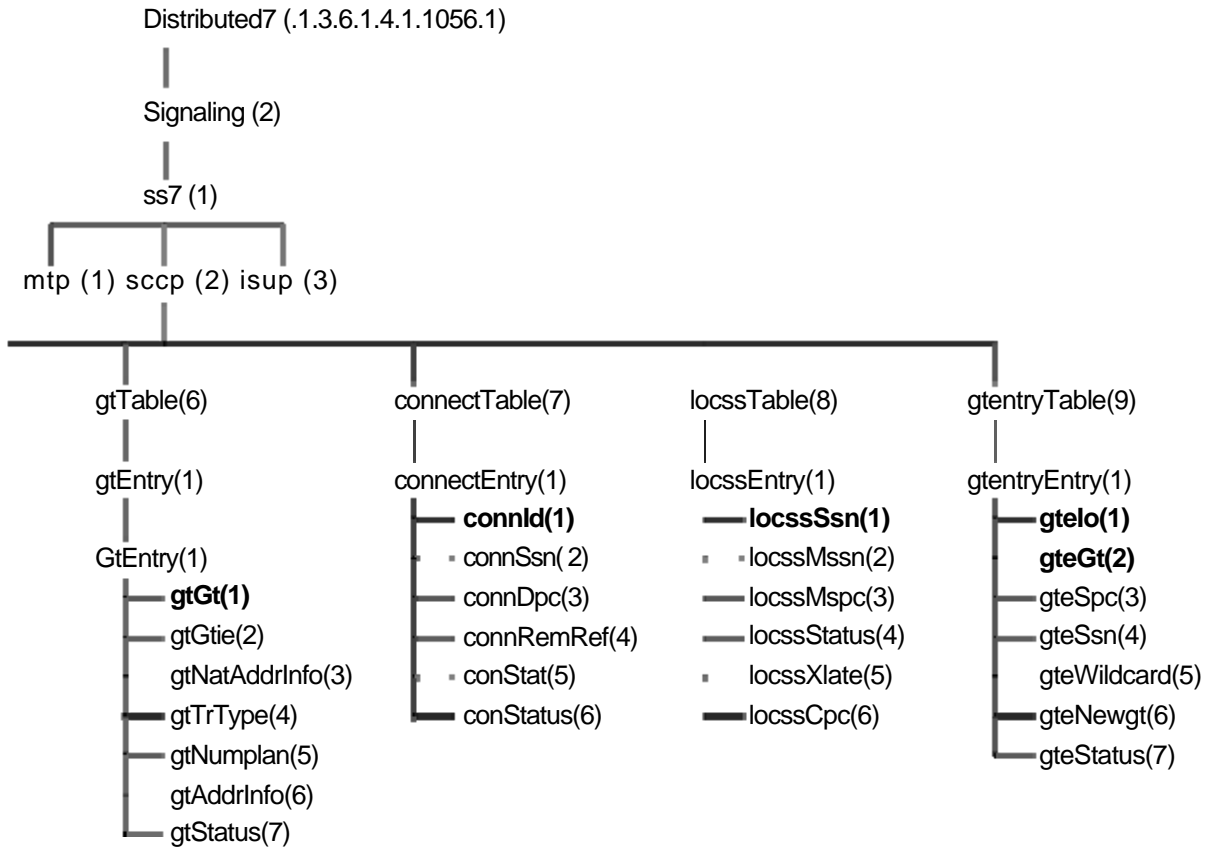 Distributed7 (.1.3.6.1.4.1.1056.1)
Signaling (2)
ss7 (1)
mtp (1) sccp (2) isup (3)
gtTable(6) connectTable(7) locssTable(8) gtentryTable(9)
gtEntry(1) connectEntry(1) locssEntry(1) gtentryEntry(1)
GtEntry(1)
gtGt(1)
gtGtie(2)
gtNatAddrInfo(3)
gtTrType(4)
gtNumplan(5)
gtAddrInfo(6)
gtStatus(7)
connId(1)
connSsn( 2)
connDpc(3)
connRemRef(4)
conStat(5)
conStatus(6)
locssSsn(1)
locssMssn(2)
locssMspc(3)
locssStatus(4)
locssXlate(5)
locssCpc(6)
gteIo(1)
gteGt(2)
gteSpc(3)
gteSsn(4)
gteWildcard(5)
gteNewgt(6)
gteStatus(7)